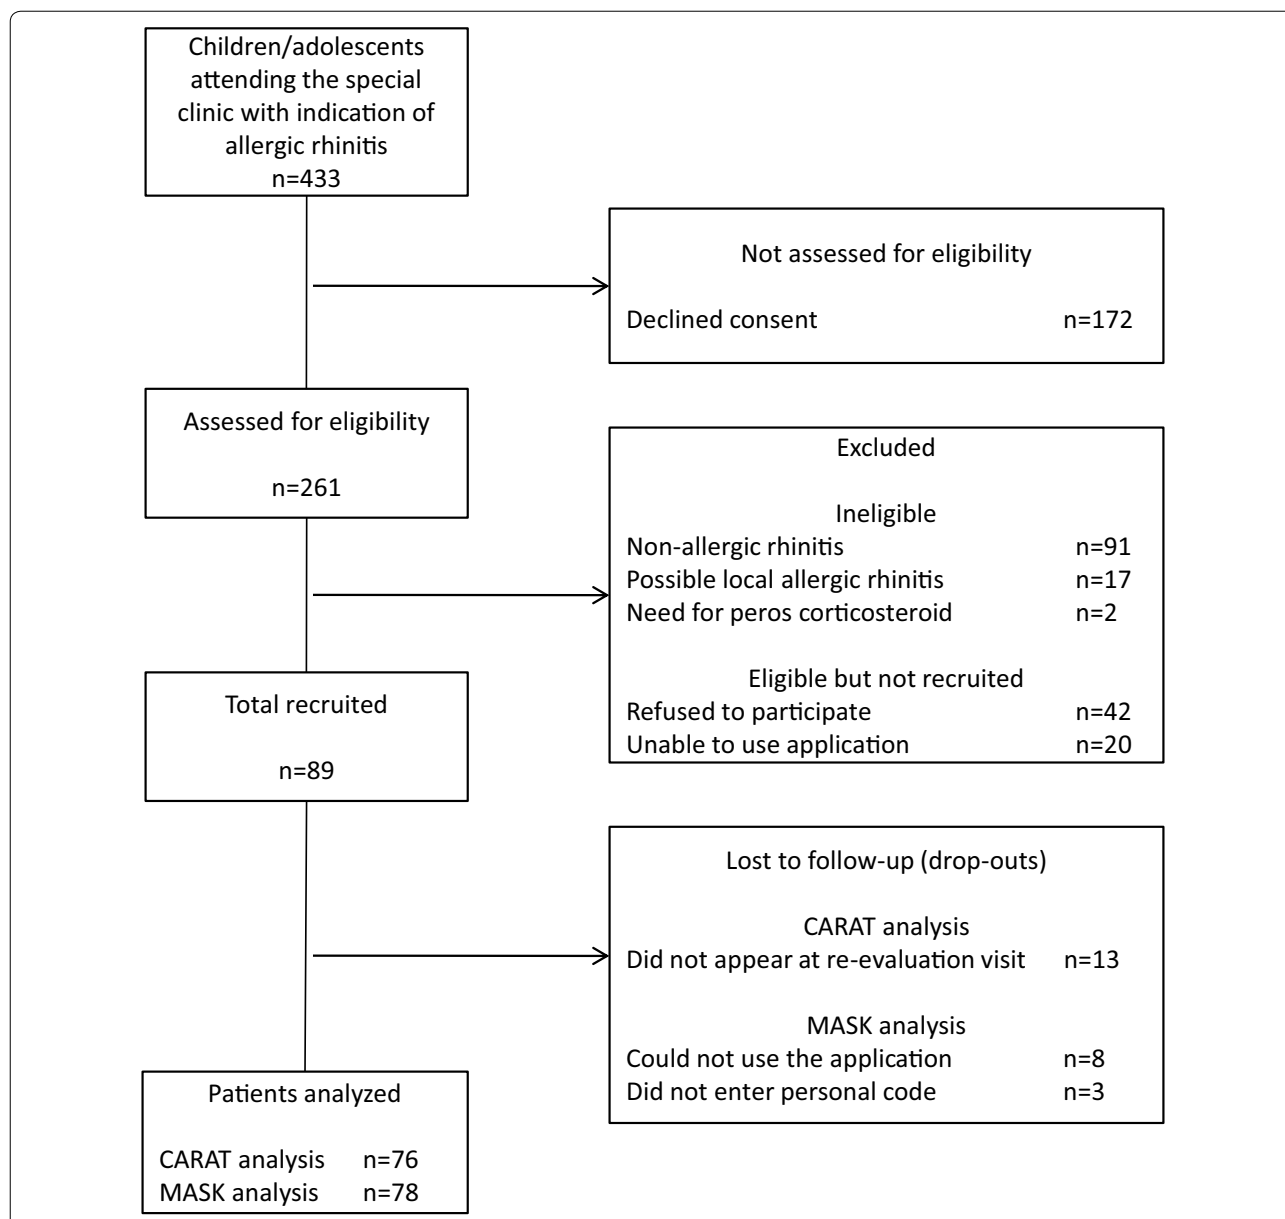 Children/adolescents
attending the special
clinic with indication of
allergic rhinitis
n=433
Not assessed for eligibility
Declined consent n=172
Assessed for eligibility
n=261
Excluded
Ineligible
Non-allergic rhinitis n=91
Possible local allergic rhinitis n=17
Need for peros corticosteroid n=2
Eligible but not recruited
Refused to participate n=42
Unable to use application n=20
Total recruited
n=89
Lost to follow-up (drop-outs)
CARAT analysis
Did not appear at re-evaluation visit n=13
MASK analysis
Could not use the application n=8
Did not enter personal code n=3
Patients analyzed
CARAT analysis n=76
MASK analysis n=78